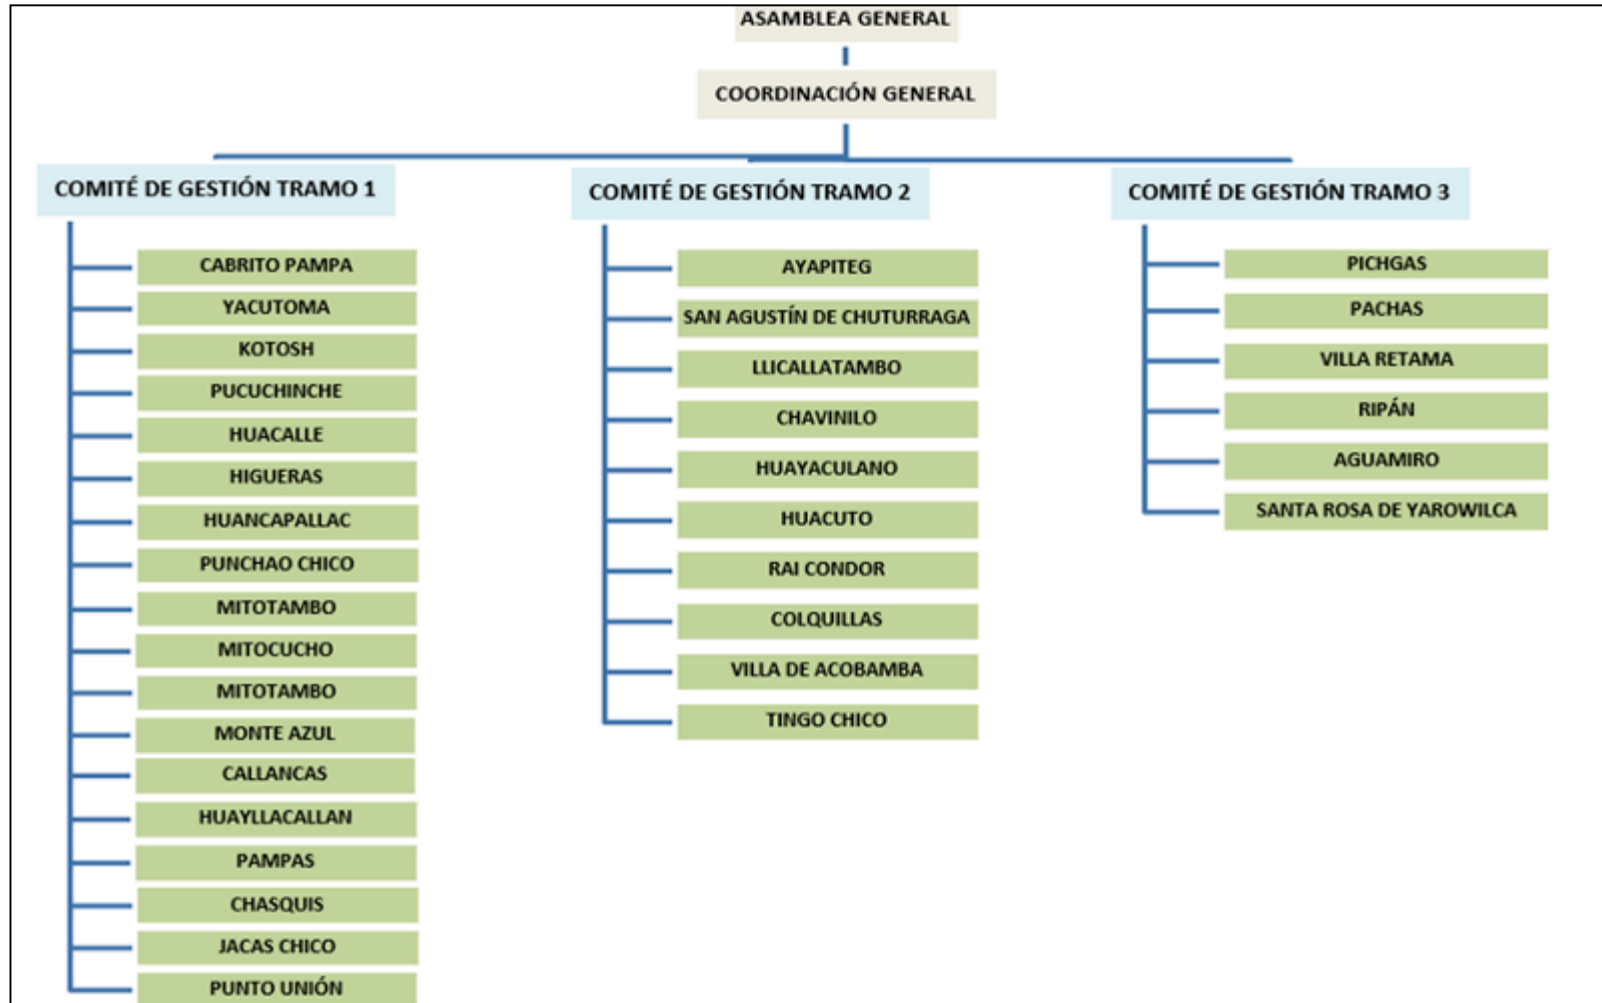 ASAMBLEA GENERAL
COORDINACIÓN GENERAL
COMITÉ DE GESTIÓN TRAMO 1
CABRITO PAMPA
YACUTOMA
KOTOSH
PUCUCHINCHE
HUACALLE
HIGUERAS
HUANCAPALLAC
PUNCHAO CHICO
MITOTAMBO
MITOCUCHO
MITOTAMBO
MONTE AZUL
CALLANCAS
HUAYLLACALLAN
PAMPAS
CHASQUIS
JACAS CHICO
PUNTO UNIÓN
COMITÉ DE GESTIÓN TRAMO 2
AYAPITEG
SAN AGUSTÍN DE CHUTURRAGA
LLICALLATAMBO
CHAVINILO
HUAYACULANO
HUACUTO
RAI CONDOR
COLQUILLAS
VILLA DE ACOBAMBA
TINGO CHICO
COMITÉ DE GESTIÓN TRAMO 3
PICHGAS
PACHAS
VILLA RETAMA
RIPÁN
AGUAMIRO
SANTA ROSA DE YAROWILCA